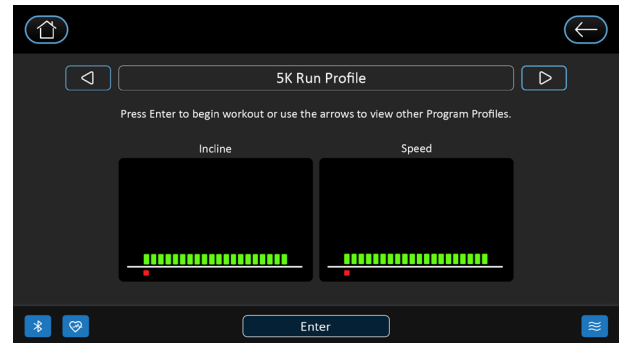 5K Run Profile
Press Enter to begin workout or use the arrows to view other Program Profiles.
Incline
Speed
Enter